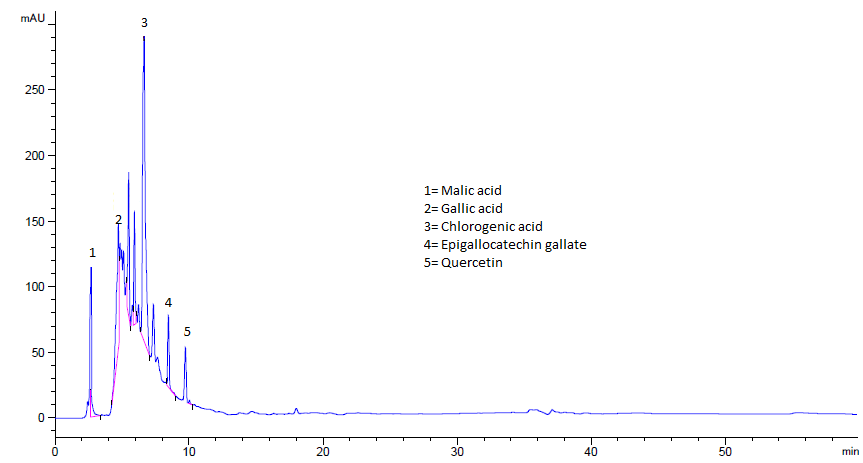 mAU
3
250
200
1= Malic acid
2= Gallic acid
150
2
3= Chlorogenic acid
4= Epigallocatechin gallate
1
5= Quercetin
100
4
5
50
0
0 10 20 30 40 50 min